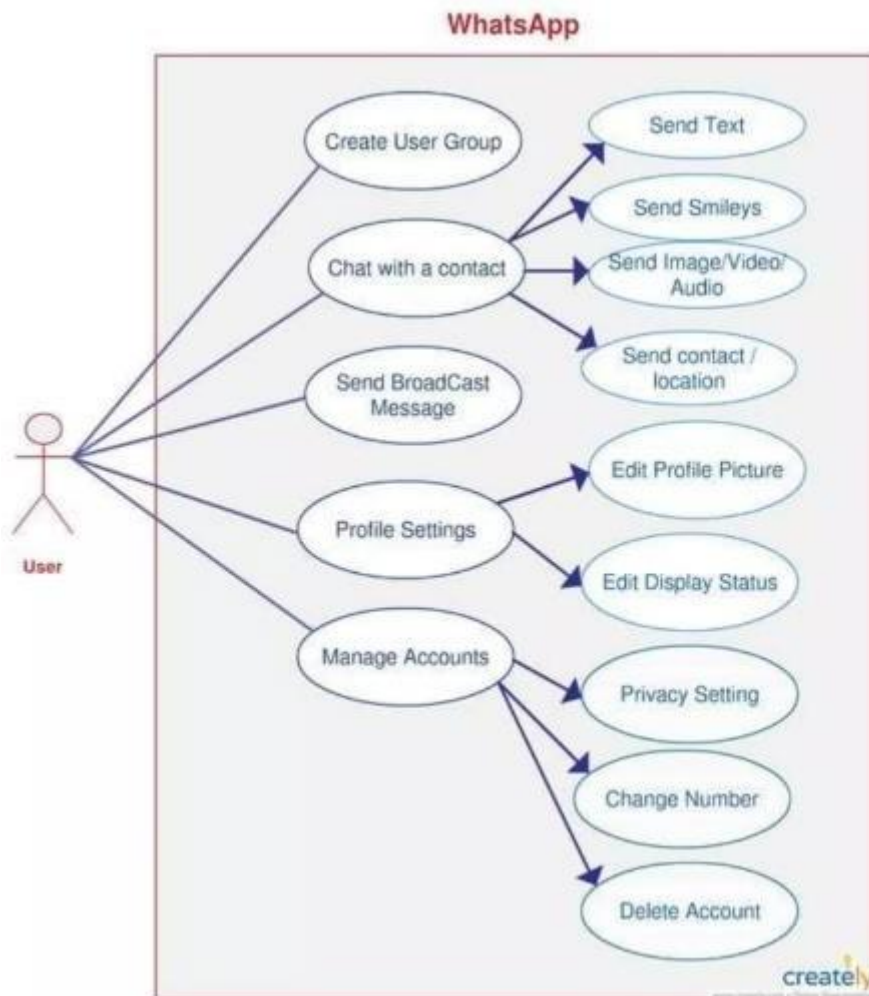 WhatsApp
Create User Group
Send Text
Send Smileys
Chat with a contact
Send Image/Video/
Audio
Send contact /
location
Send BroadCast
Message
User
Profile Settings
Edit Profile Picture
Edit Display Status
Manage Accounts
Privacy Setting
Change Number
Delete Account
creately